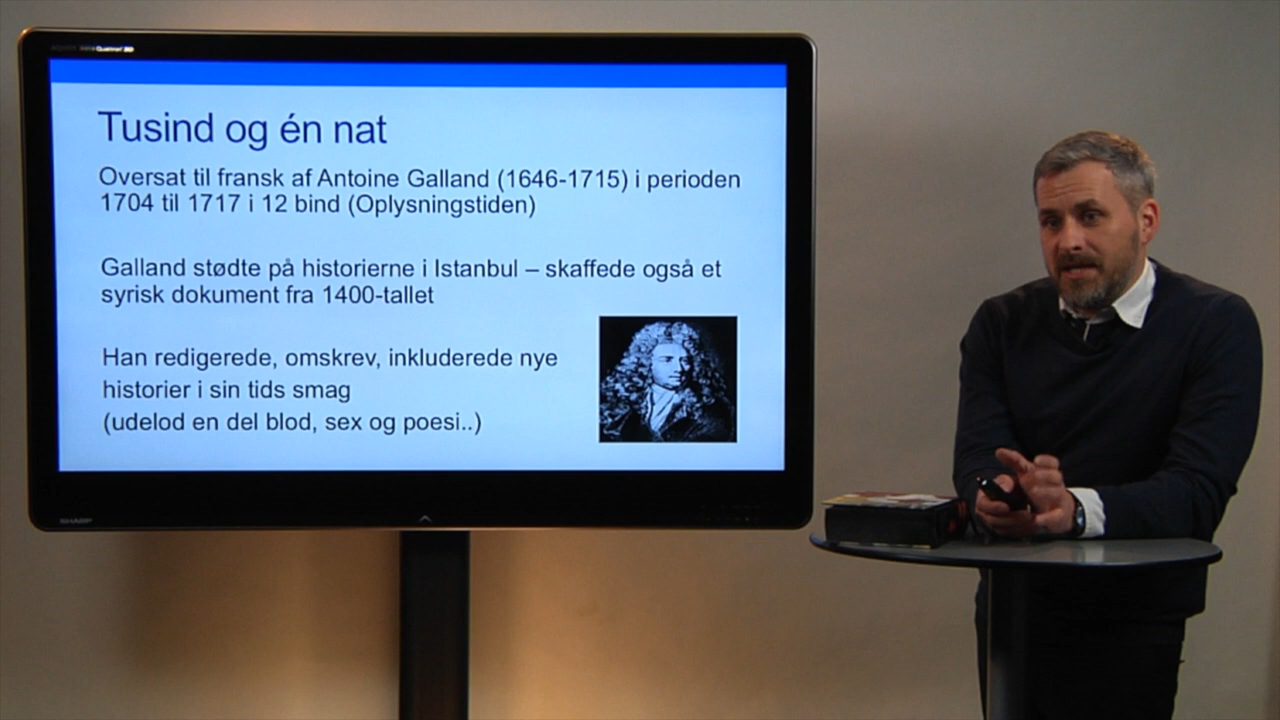 Tusind og én nat
Oversat til fransk af Antoine Galland (1646-1715) i perioden
1704 til 1717 i 12 bind (Oplysningstiden)
Galland stødte på historierne i Istanbul – skaffede også et
syrisk dokument fra 1400-tallet
Han redigerede, omskrev, inkluderede nye
historier i sin tids smag
(udelod en del blod, sex og poesi..)
SHARP